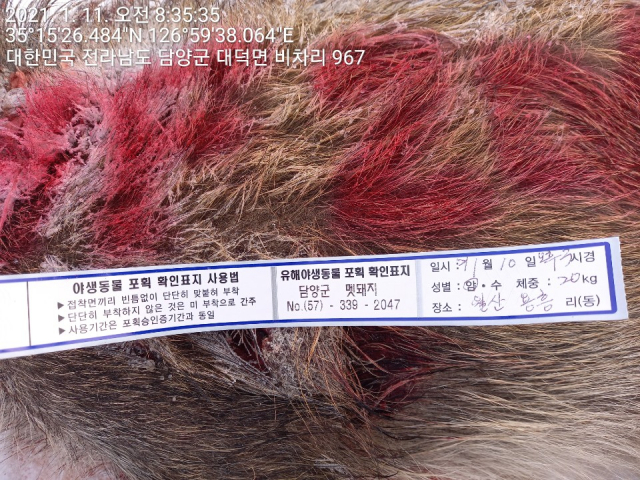 2021. 1. 11. 오전 8:35:35
35°15'26.484"N 126°59'38.064"E
대한민국 전라남도 담양군 대덕면 비차리 967
야생동물 포획 확인표지 사용법
▶ 접착면끼리 빈틈없이 단단히 맞붙혀 부착
▶ 단단히 부착하지 않은 것은 미 부착으로 간주
▶ 사용기간은 포획승인증기간과 동일
유해야생동물 포획 확인표지
담양군 멧돼지
No.(57) - 339 - 2047
일시 : 1월 10일 시경
성별 : 암·수 체중 : 20kg
장소 : 월산 용흥 리(동)